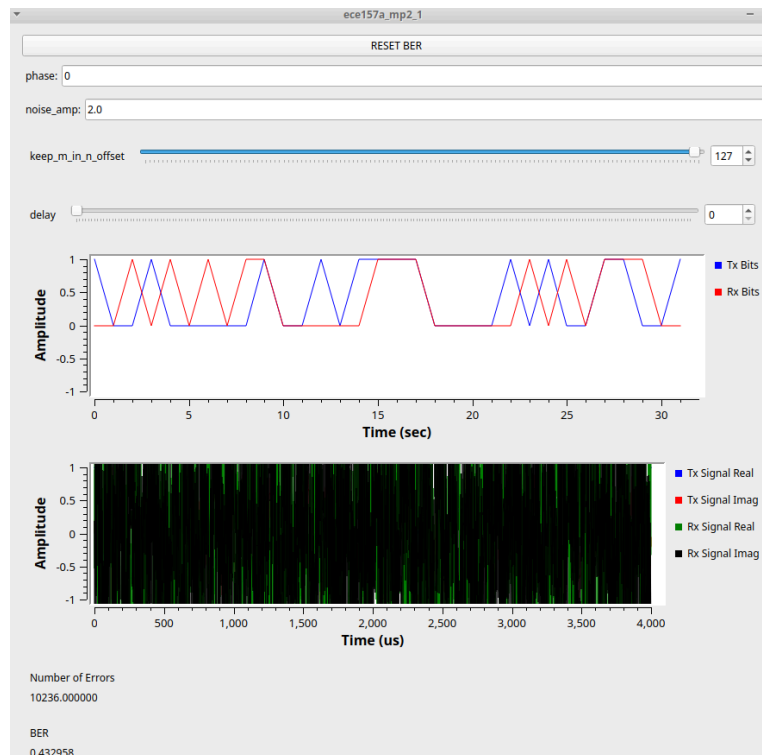 ece157a_mp2_1
RESET BER
phase: 0
noise_amp: 2.0
keep_m_in_n_offset 127
delay 0
1
0.5
0
-0.5
-1
Amplitude
0 5 10 15 20 25 30
Time (sec)
Tx Bits
Rx Bits
1
0.5
0
-0.5
-1
Amplitude
0 500 1,000 1,500 2,000 2,500 3,000 3,500 4,000
Time (us)
Tx Signal Real
Tx Signal Imag
Rx Signal Real
Rx Signal Imag
Number of Errors
10236.000000
BER
0.432958